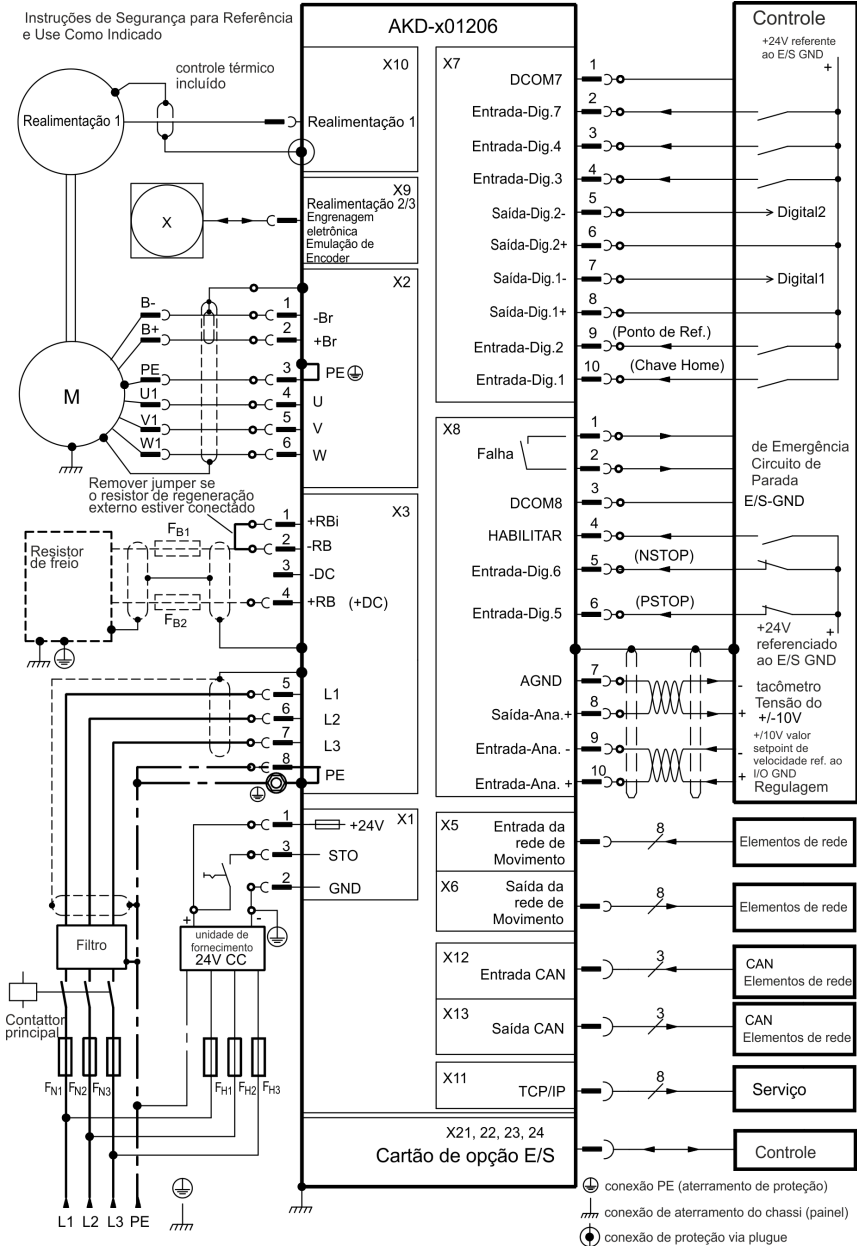 Instruções de Segurança para Referência
e Use Como Indicado
AKD-x01206
Controle
+24V referente
ao E/S GND
+
controle térmico
incluído
Realimentação 1
X10
Realimentação 1
X
X9
Realimentação 2/3
Engrenagem
eletrônica
Emulação de
Encoder
X2
B-
1
-Br
B+
2
+Br
PE
3
PE
U1
4
U
V1
5
V
W1
6
W
M
Remover jumper se
o resistor de regeneração
externo estiver conectado
X3
Resistor
de freio
FB1
FB2
1
+RBi
2
-RB
3
-DC
4
+RB (+DC)
5
L1
6
L2
7
L3
8
PE
X1
1
+24V
3
STO
2
GND
+
-
unidade de
fornecimento
24V CC
Filtro
Contattor
principal
FN1
FN2
FN3
FH1
FH2
FH3
L1
L2
L3
PE
X7
DCOM7
1
Entrada-Dig.7
2
Entrada-Dig.4
3
Entrada-Dig.3
4
Saída-Dig.2-
5
Digital2
Saída-Dig.2+
6
Saída-Dig.1-
7
Digital1
Saída-Dig.1+
8
Entrada-Dig.2
9
(Ponto de Ref.)
Entrada-Dig.1
10
(Chave Home)
X8
Falha
1
2
de Emergência
Circuito de
Parada
DCOM8
3
E/S-GND
HABILITAR
4
Entrada-Dig.6
5
(NSTOP)
Entrada-Dig.5
6
(PSTOP)
+24V
+
referenciado
ao E/S GND
AGND
7
-
tacômetro
Tensão do
Saída-Ana.+
8
+
+/-10V
Entrada-Ana. -
9
-
+/10V valor
setpoint de
velocidade ref. ao
I/O GND
Entrada-Ana. +
10
+
Regulagem
X5
Entrada da
rede de
Movimento
8
Elementos de rede
X6
Saída da
rede de
Movimento
8
Elementos de rede
X12
Entrada CAN
3
CAN
Elementos de rede
X13
Saída CAN
3
CAN
Elementos de rede
X11
TCP/IP
8
Serviço
X21, 22, 23, 24
Cartão de opção E/S
Controle
conexão PE (aterramento de proteção)
conexão de aterramento do chassi (painel)
conexão de proteção via plugue